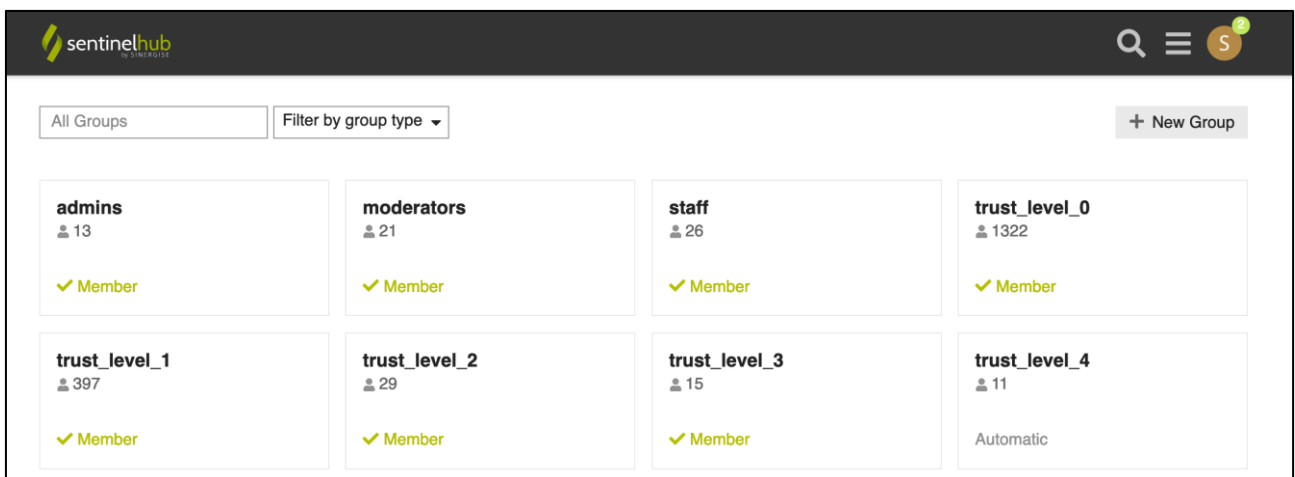 sentinelhub
by SINERGISE
S
2
All Groups
Filter by group type
New Group
admins
13
Member
moderators
21
Member
staff
26
Member
trust_level_0
1322
Member
trust_level_1
397
Member
trust_level_2
29
Member
trust_level_3
15
Member
trust_level_4
11
Automatic